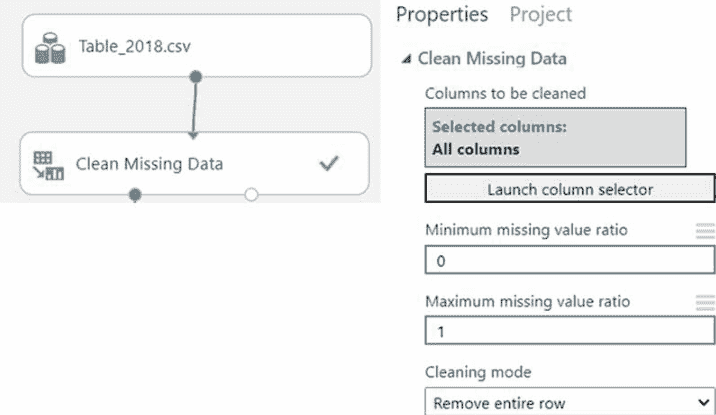 Table_2018.csv
Clean Missing Data
Properties Project
Clean Missing Data
Columns to be cleaned
Selected columns:
All columns
Launch column selector
Minimum missing value ratio
0
Maximum missing value ratio
1
Cleaning mode
Remove entire row